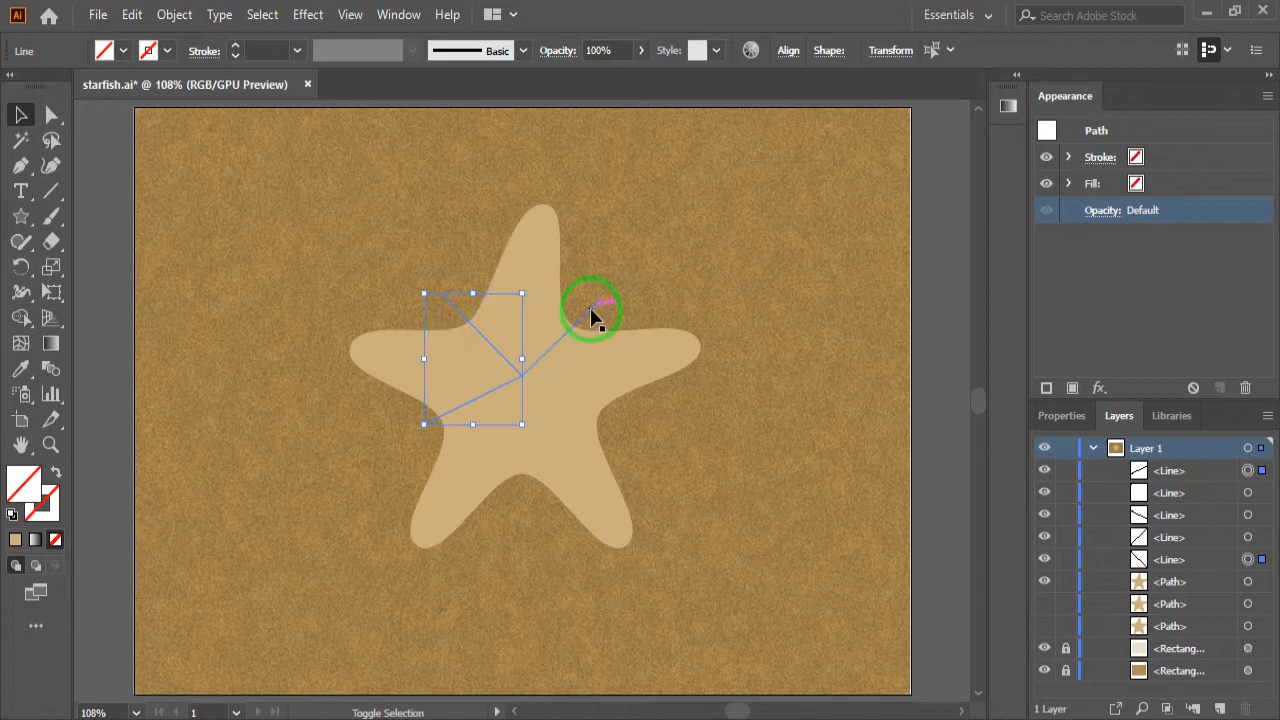 Ai File Edit Object Type Select Effect View Window Help Essentials Search Adobe Stock
Line Stroke: Basic Opacity: 100% Style: Align Shape: Transform
starfish.ai* @ 108% (RGB/GPU Preview)
Appearance
Path
Stroke:
Fill:
Opacity: Default
fx
Properties Layers Libraries
Layer 1
<Line>
<Line>
<Line>
<Line>
<Line>
<Path>
<Path>
<Path>
<Rectang...
<Rectang...
108% 1 Toggle Selection 1 Layer